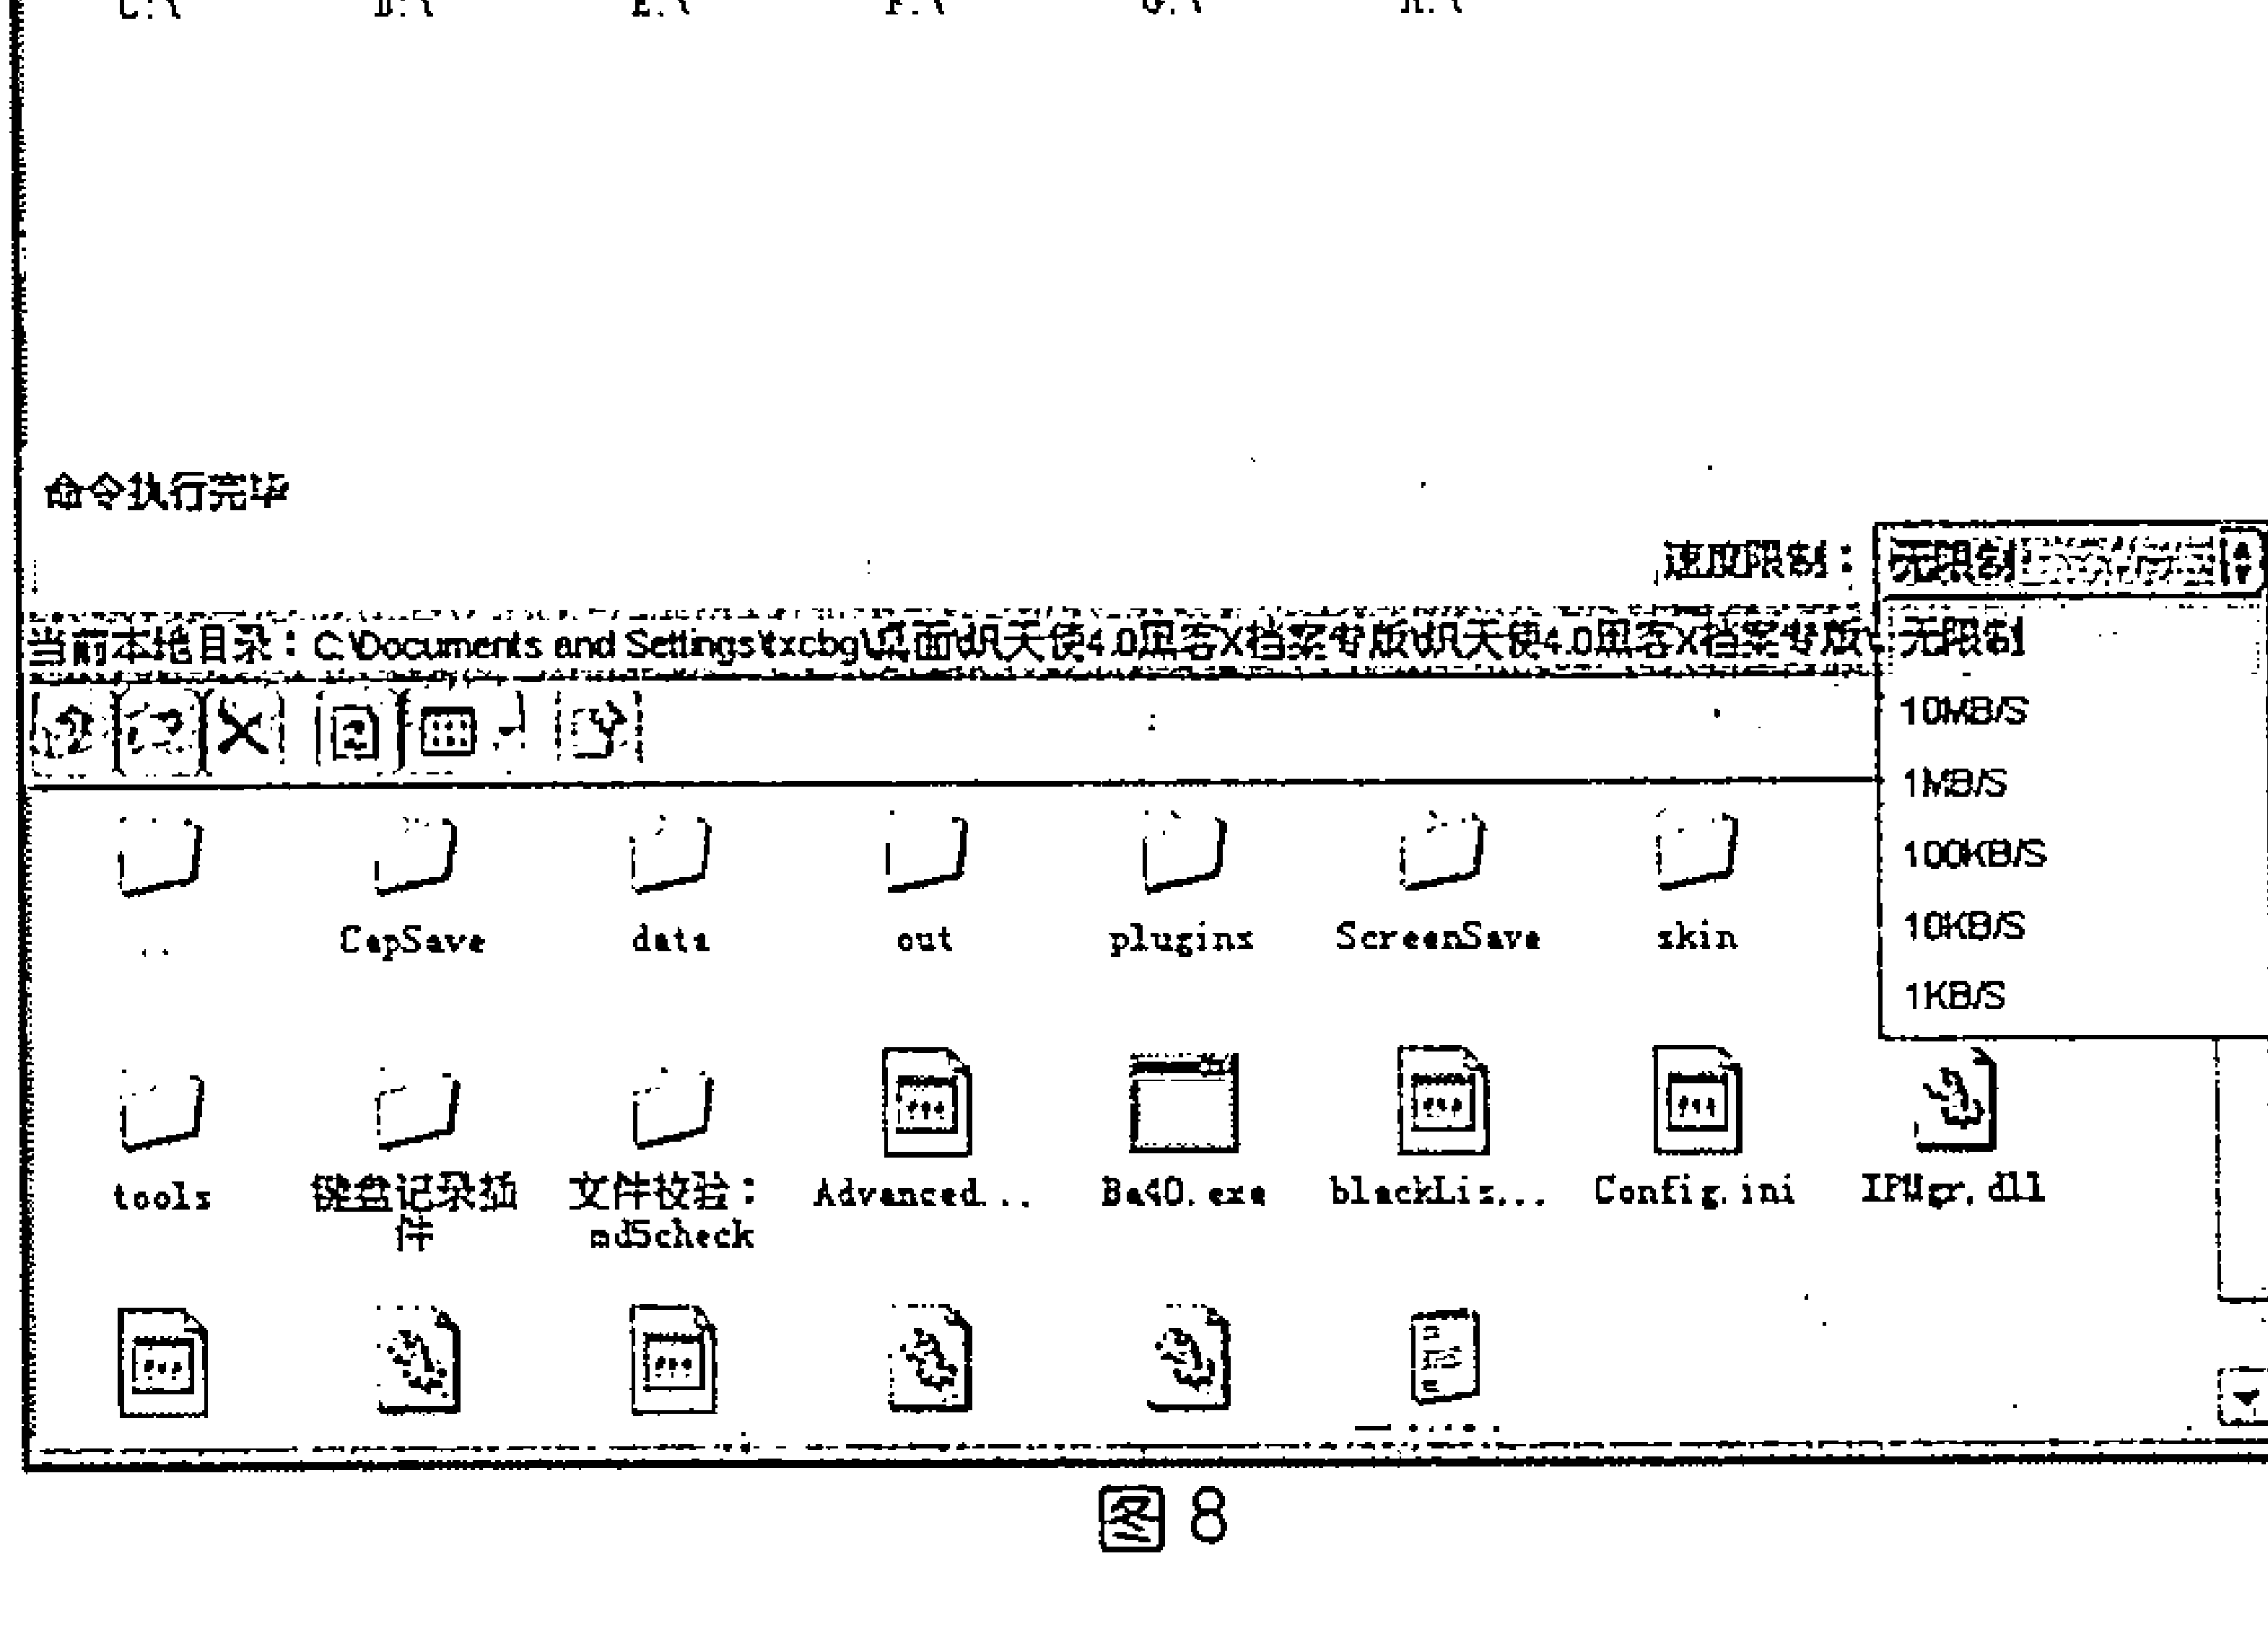 C:\ D:\ E:\ F:\ G:\ H:\
命令执行完毕
速度限制： 无限制
当前本地目录：C:\Documents and Settings\txcbg\桌面\饭天使4.0黑客X档案专版\饭天使4.0黑客X档案专版\
无限制
10MB/S
1MB/S
100KB/S
10KB/S
1KB/S
.. CapSave data out plugins ScreenSave skin
tools 键盘记录插件 文件校验：md5check Advanced... Ba40.exe blackLis... Config.ini IPMgr.dll
图 8